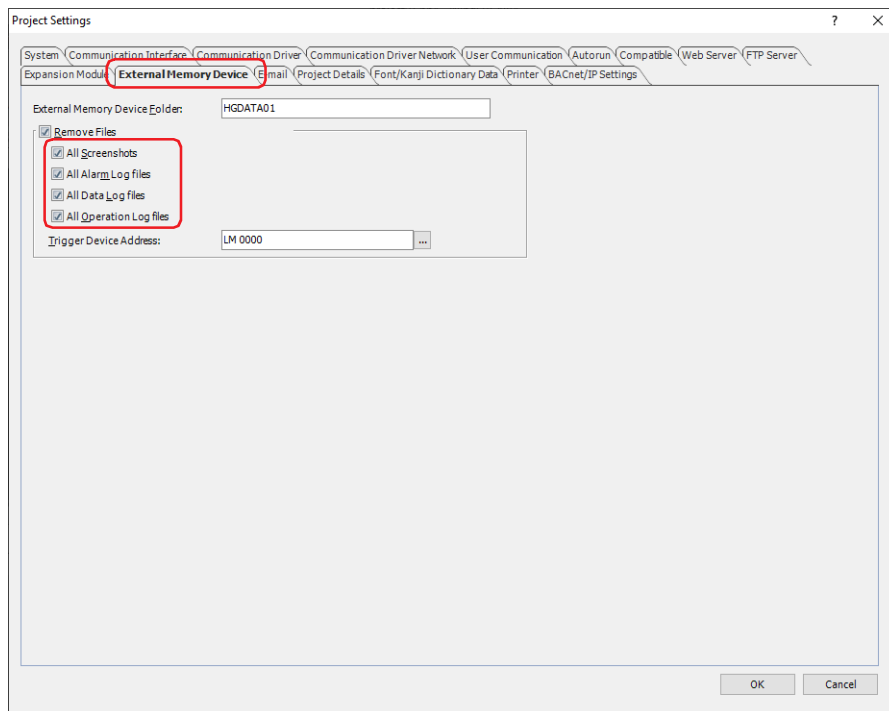 Project Settings ? X
System Communication Interface Communication Driver Communication Driver Network User Communication Autorun Compatible Web Server FTP Server
Expansion Module External Memory Device E-mail Project Details Font/Kanji Dictionary Data Printer BACnet/IP Settings
External Memory Device Folder: HGDATA01
Remove Files
All Screenshots
All Alarm Log files
All Data Log files
All Operation Log files
Trigger Device Address: LM 0000 ...
OK Cancel